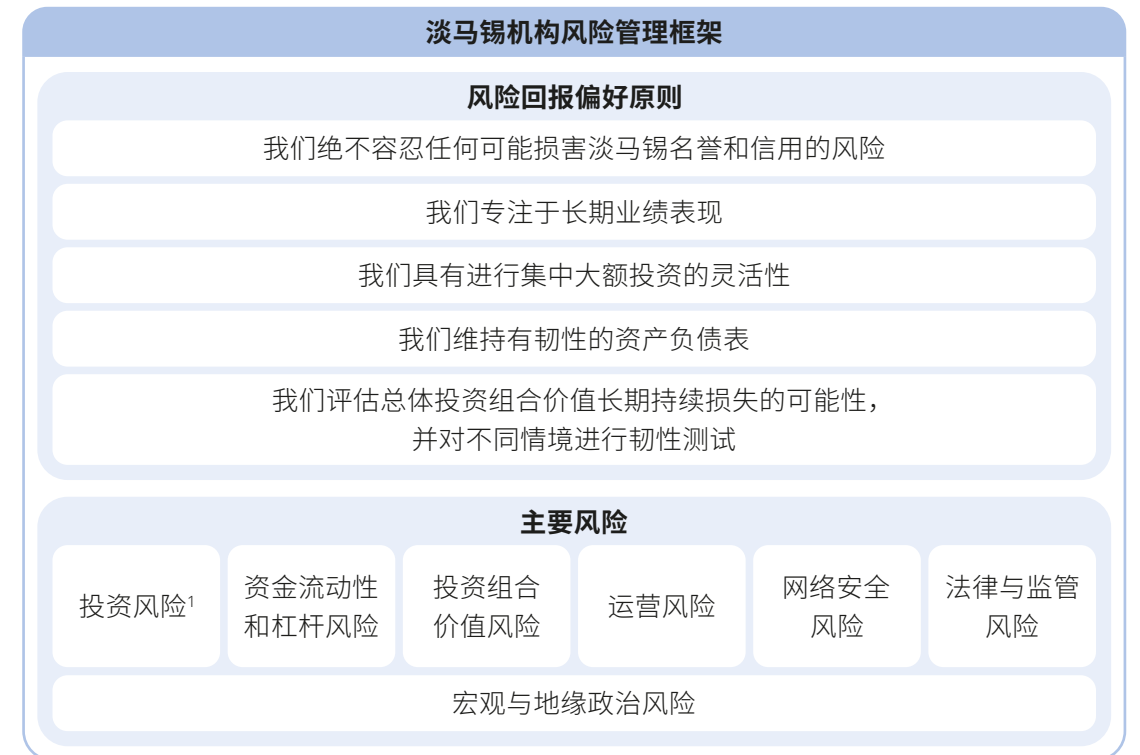 淡马锡机构风险管理框架
风险回报偏好原则
我们绝不容忍任何可能损害淡马锡名誉和信用的风险
我们专注于长期业绩表现
我们具有进行集中大额投资的灵活性
我们维持有韧性的资产负债表
我们评估总体投资组合价值长期持续损失的可能性，
并对不同情境进行韧性测试
主要风险
投资风险¹
资金流动性
和杠杆风险
投资组合
价值风险
运营风险
网络安全
风险
法律与监管
风险
宏观与地缘政治风险